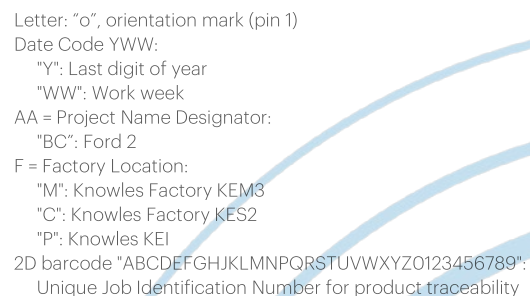 Letter: "o", orientation mark (pin 1)
Date Code YWW:
"Y": Last digit of year
"WW": Work week
AA = Project Name Designator:
"BC": Ford 2
F = Factory Location:
"M": Knowles Factory KEM3
"C": Knowles Factory KES2
"P": Knowles KEI
2D barcode "ABCDEFGHJKLMNPQRSTUVWXYZ0123456789":
Unique Job Identification Number for product traceability